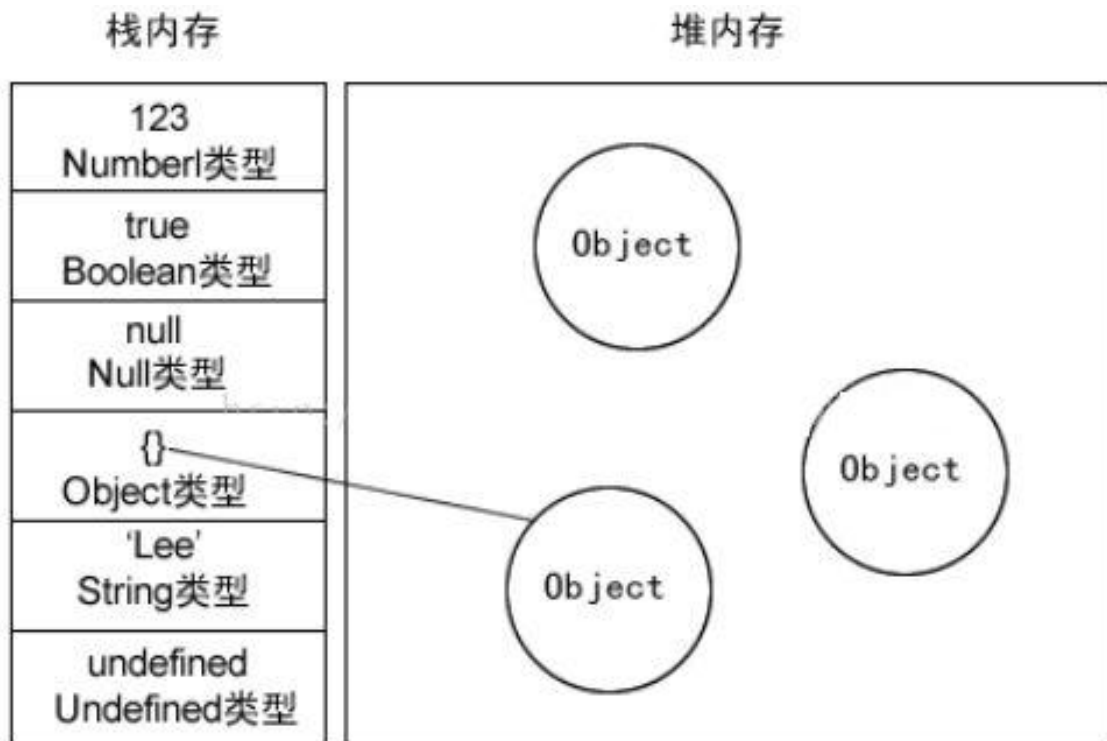 栈内存
堆内存
123
Numberl类型
true
Boolean类型
null
Null类型
{}
Object类型
‘Lee’
String类型
undefined
Undefined类型
Object
Object
Object